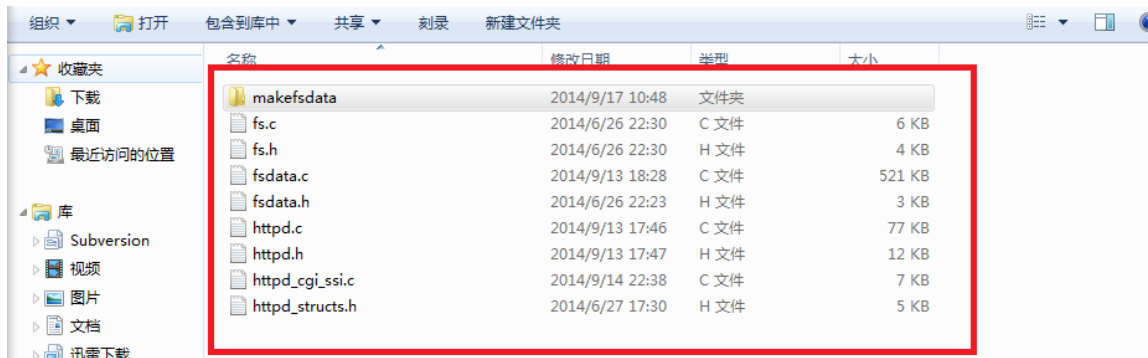 组织 打开 包含到库中 共享 刻录 新建文件夹
收藏夹
下载
桌面
最近访问的位置
库
Subversion
视频
图片
文档
迅雷下载
名称 修改日期 类型 大小
makefsdata 2014/9/17 10:48 文件夹
fs.c 2014/6/26 22:30 C 文件 6 KB
fs.h 2014/6/26 22:30 H 文件 4 KB
fsdata.c 2014/9/13 18:28 C 文件 521 KB
fsdata.h 2014/6/26 22:23 H 文件 3 KB
httpd.c 2014/9/13 17:46 C 文件 77 KB
httpd.h 2014/9/13 17:47 H 文件 12 KB
httpd_cgi_ssi.c 2014/9/14 22:38 C 文件 7 KB
httpd_structs.h 2014/6/27 17:30 H 文件 5 KB